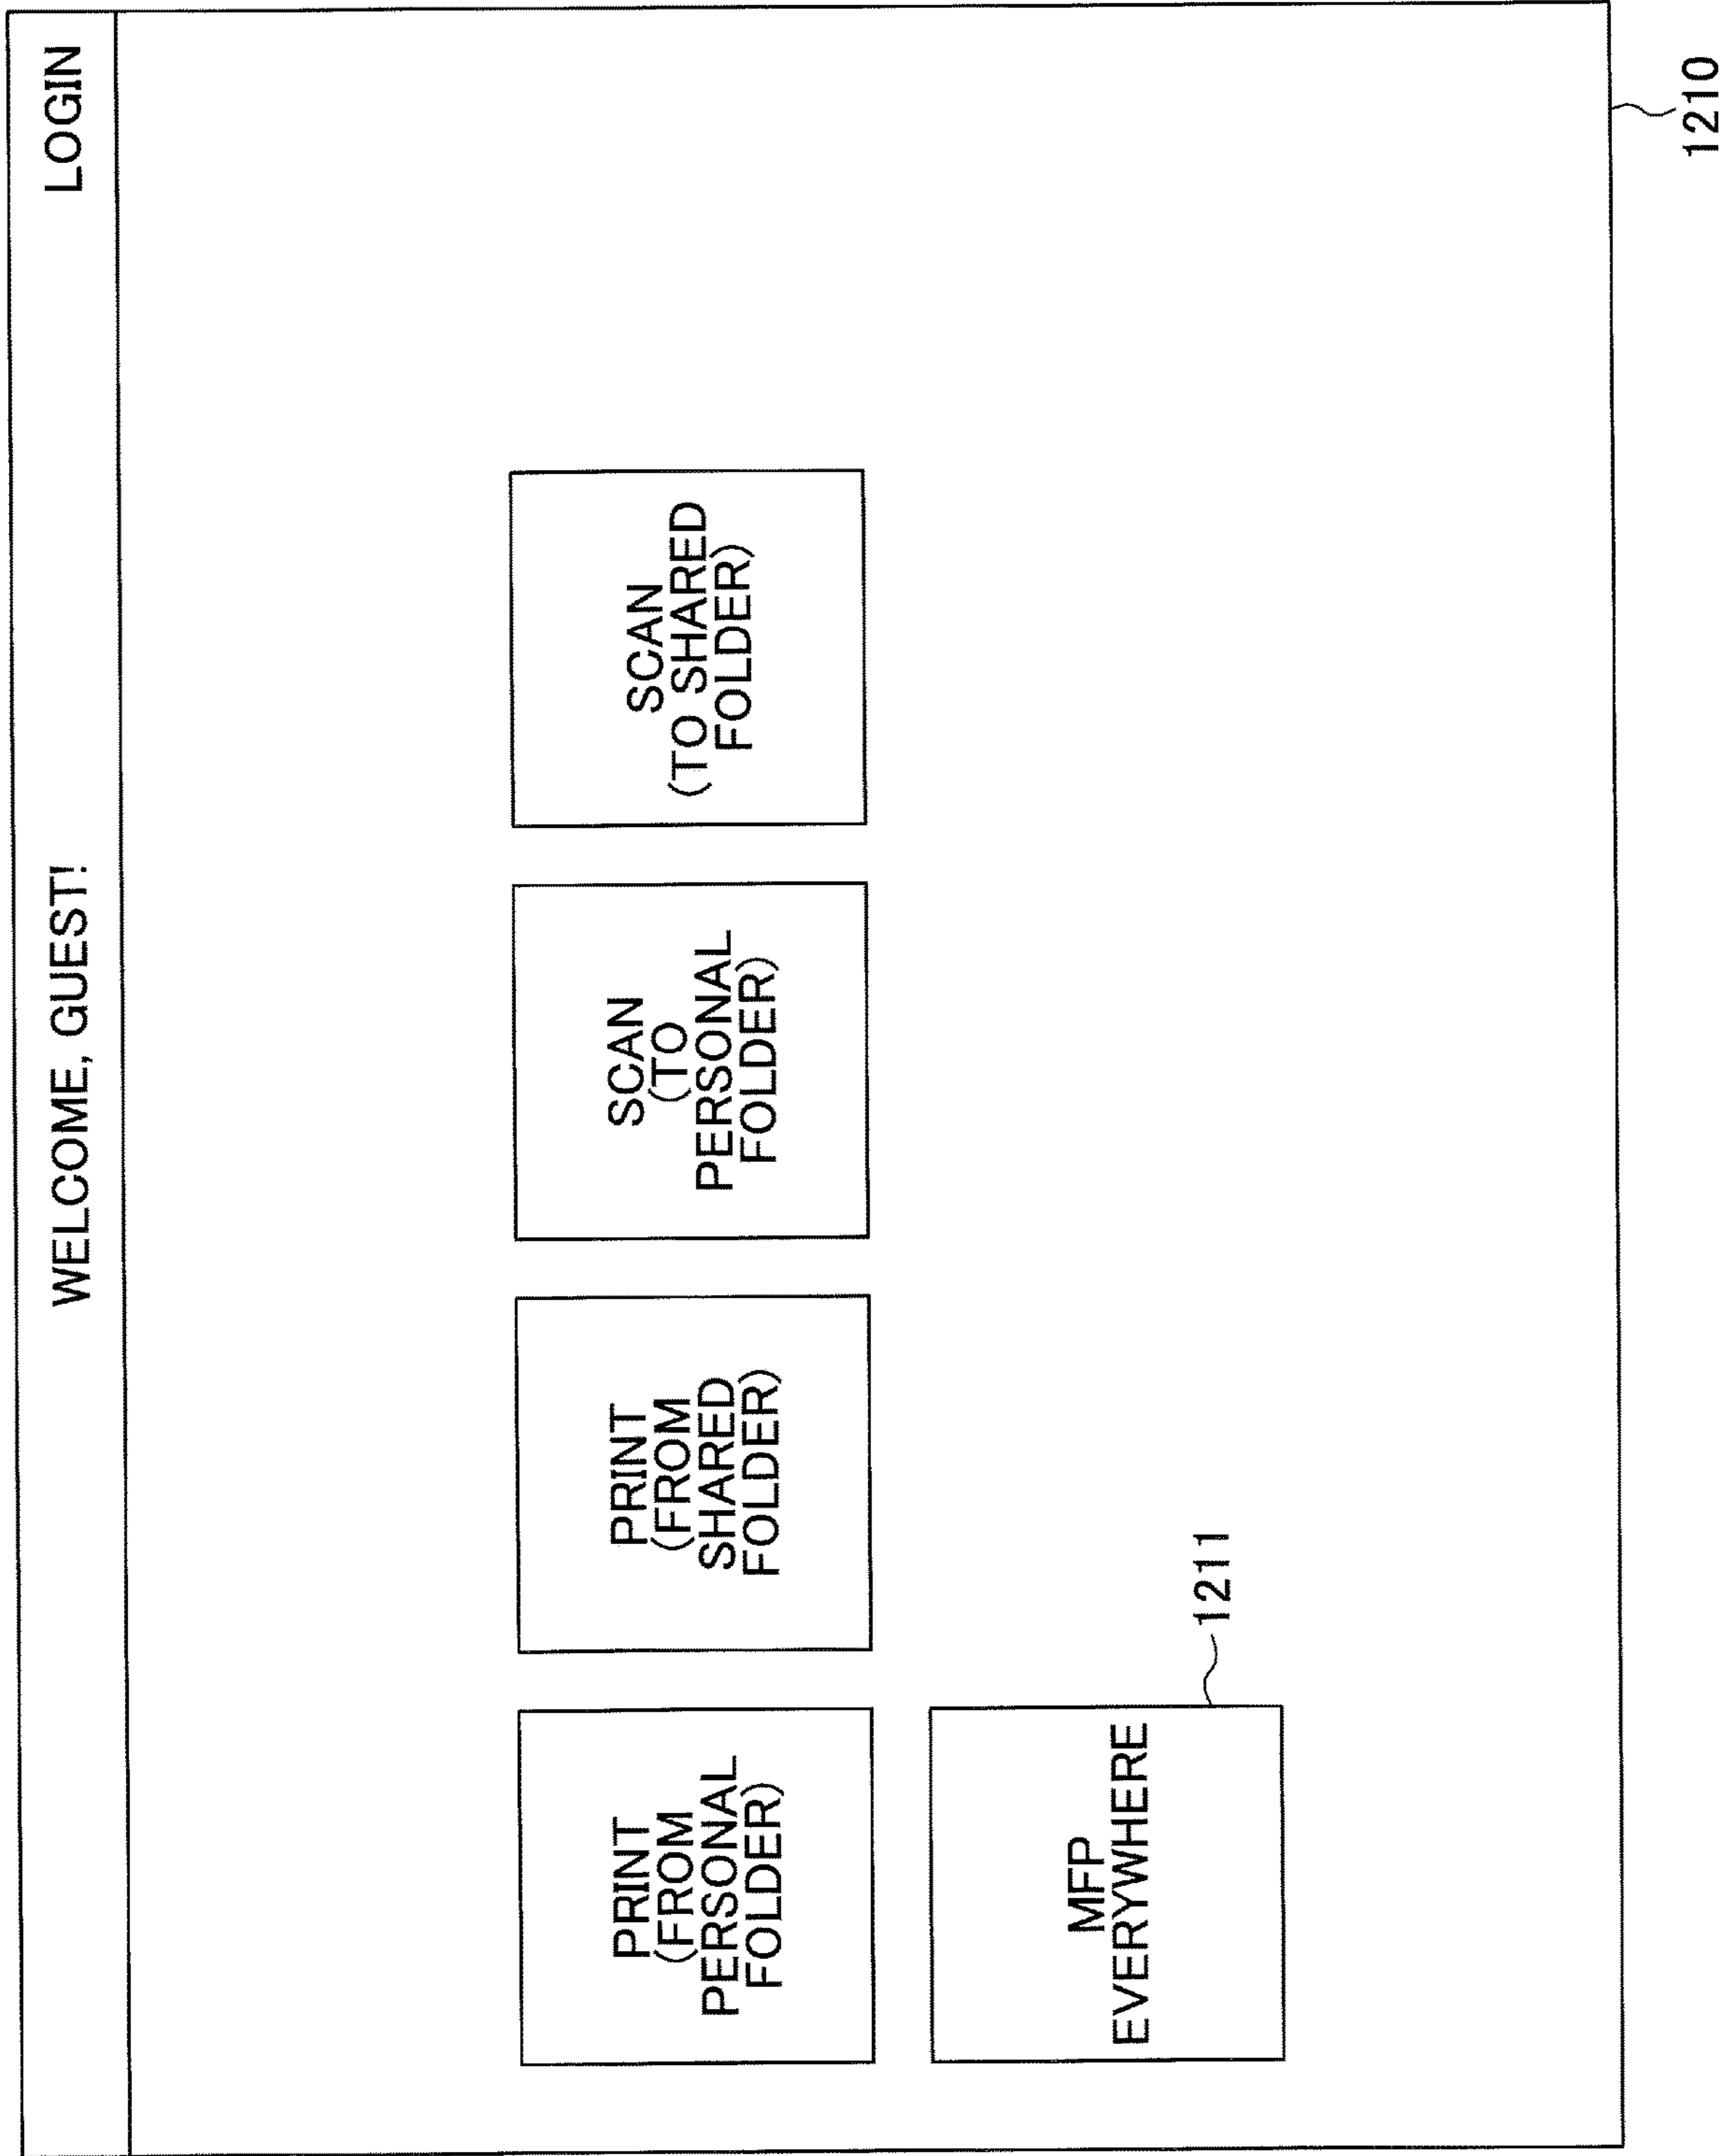 WELCOME, GUEST!
LOGIN
PRINT
(FROM
PERSONAL
FOLDER)
PRINT
(FROM
SHARED
FOLDER)
SCAN
(TO
PERSONAL
FOLDER)
SCAN
(TO SHARED
FOLDER)
MFP
EVERYWHERE
1211
1210